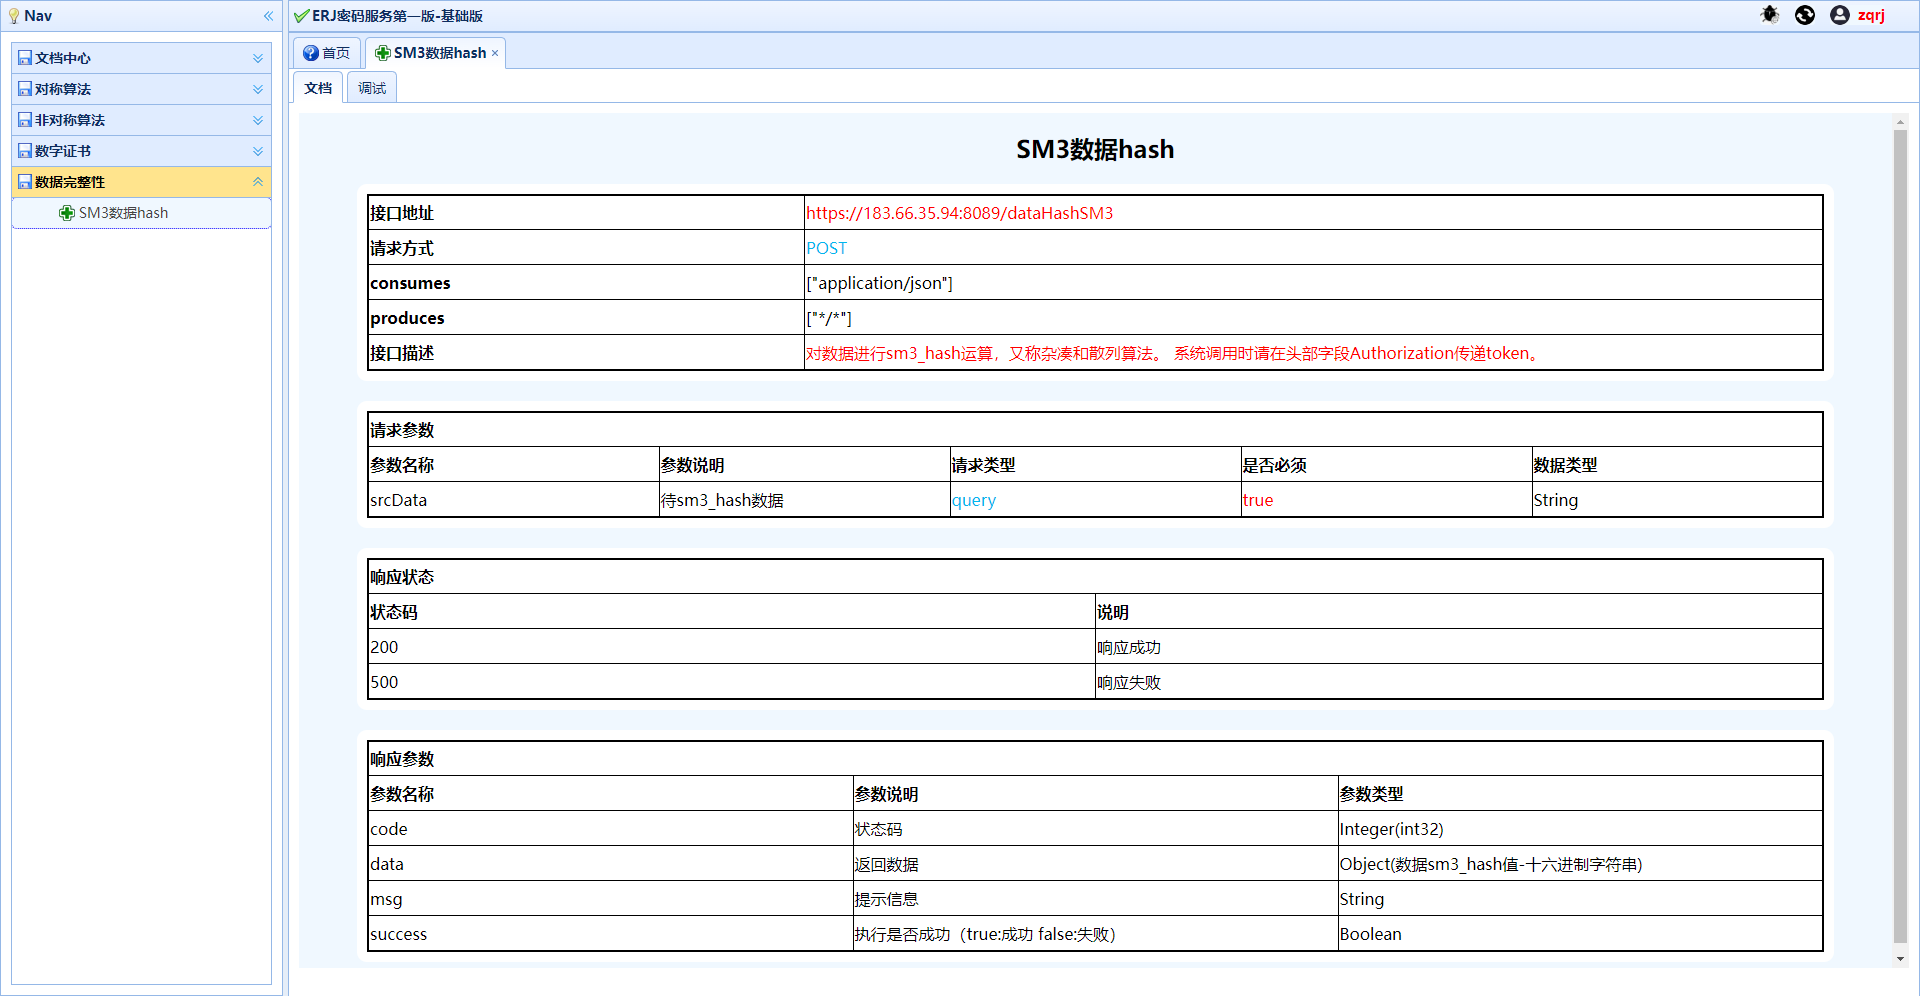 Nav
文档中心
对称算法
非对称算法
数字证书
数据完整性
SM3数据hash
ERJ密码服务第一版-基础版
zqrj
首页
SM3数据hash ×
文档 调试
SM3数据hash
接口地址 https://183.66.35.94:8089/dataHashSM3
请求方式 POST
consumes ["application/json"]
produces ["*/*"]
接口描述 对数据进行sm3_hash运算，又称杂凑和散列算法。 系统调用时请在头部字段Authorization传递token。
请求参数
参数名称 参数说明 请求类型 是否必须 数据类型
srcData 待sm3_hash数据 query true String
响应状态
状态码 说明
200 响应成功
500 响应失败
响应参数
参数名称 参数说明 参数类型
code 状态码 Integer(int32)
data 返回数据 Object(数据sm3_hash值-十六进制字符串)
msg 提示信息 String
success 执行是否成功（true:成功 false:失败） Boolean